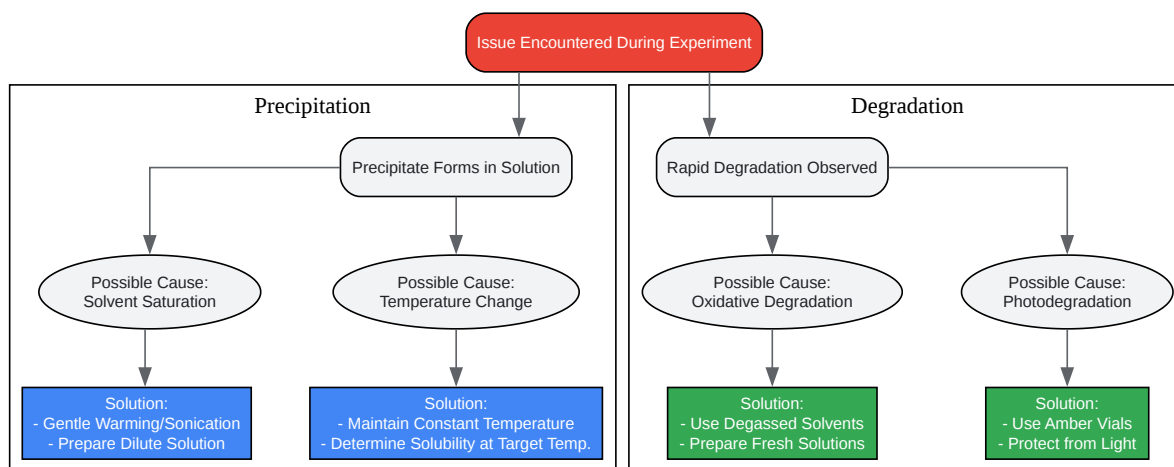 Issue Encountered During Experiment
Precipitation
Degradation
Precipitate Forms in Solution
Rapid Degradation Observed
Possible Cause:
Solvent Saturation
Possible Cause:
Temperature Change
Possible Cause:
Oxidative Degradation
Possible Cause:
Photodegradation
Solution:
- Gentle Warming/Sonication
- Prepare Dilute Solution
Solution:
- Maintain Constant Temperature
- Determine Solubility at Target Temp.
Solution:
- Use Degassed Solvents
- Prepare Fresh Solutions
Solution:
- Use Amber Vials
- Protect from Light